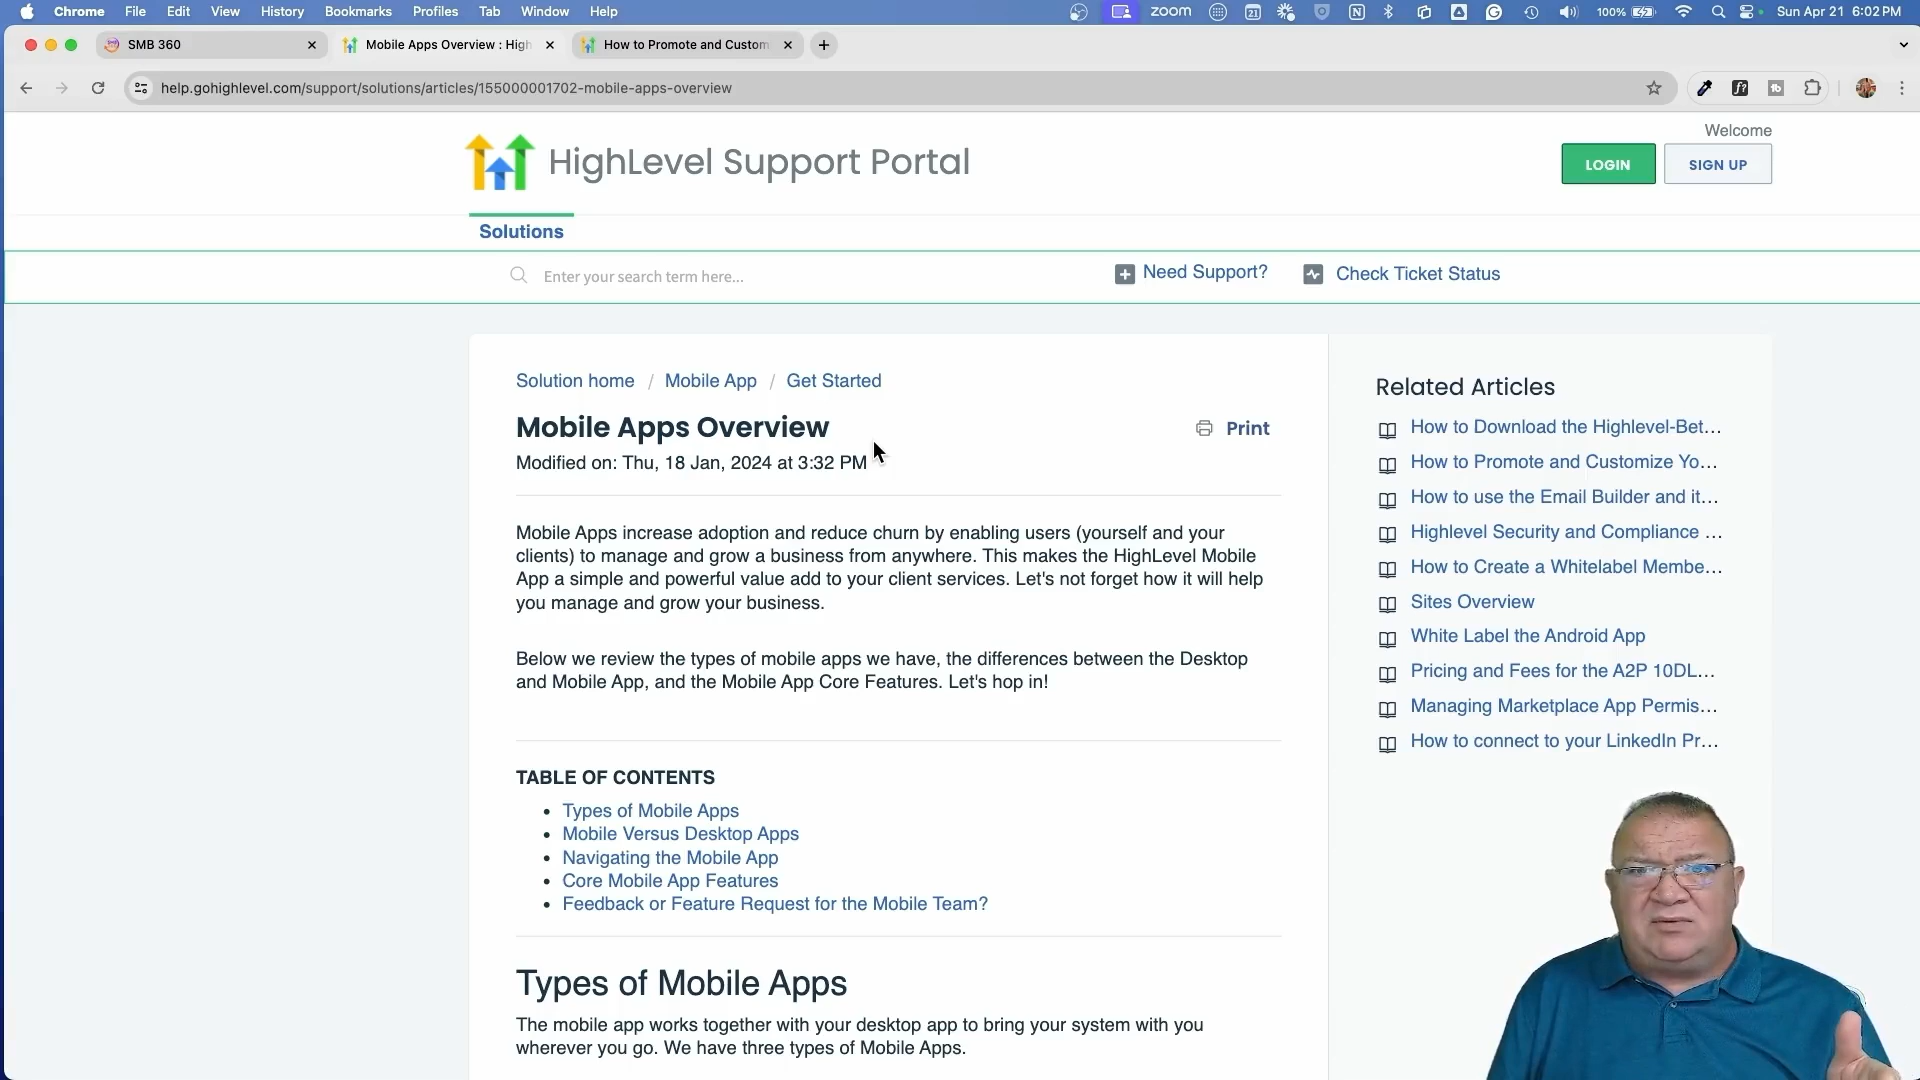 Chrome File Edit View History Bookmarks Profiles Tab Window Help zoom 21 100% Sun Apr 21 6:02 PM
SMB 360 Mobile Apps Overview : High How to Promote and Custom
help.gohighlevel.com/support/solutions/articles/155000001702-mobile-apps-overview
Welcome
HighLevel Support Portal
LOGIN SIGN UP
Solutions
Enter your search term here... Need Support? Check Ticket Status
Solution home / Mobile App / Get Started
Mobile Apps Overview
Print
Modified on: Thu, 18 Jan, 2024 at 3:32 PM
Mobile Apps increase adoption and reduce churn by enabling users (yourself and your
clients) to manage and grow a business from anywhere. This makes the HighLevel Mobile
App a simple and powerful value add to your client services. Let's not forget how it will help
you manage and grow your business.
Below we review the types of mobile apps we have, the differences between the Desktop
and Mobile App, and the Mobile App Core Features. Let's hop in!
TABLE OF CONTENTS
Types of Mobile Apps
Mobile Versus Desktop Apps
Navigating the Mobile App
Core Mobile App Features
Feedback or Feature Request for the Mobile Team?
Types of Mobile Apps
The mobile app works together with your desktop app to bring your system with you
wherever you go. We have three types of Mobile Apps.
Related Articles
How to Download the Highlevel-Bet...
How to Promote and Customize Yo...
How to use the Email Builder and it...
Highlevel Security and Compliance ...
How to Create a Whitelabel Membe...
Sites Overview
White Label the Android App
Pricing and Fees for the A2P 10DL...
Managing Marketplace App Permis...
How to connect to your LinkedIn Pr...